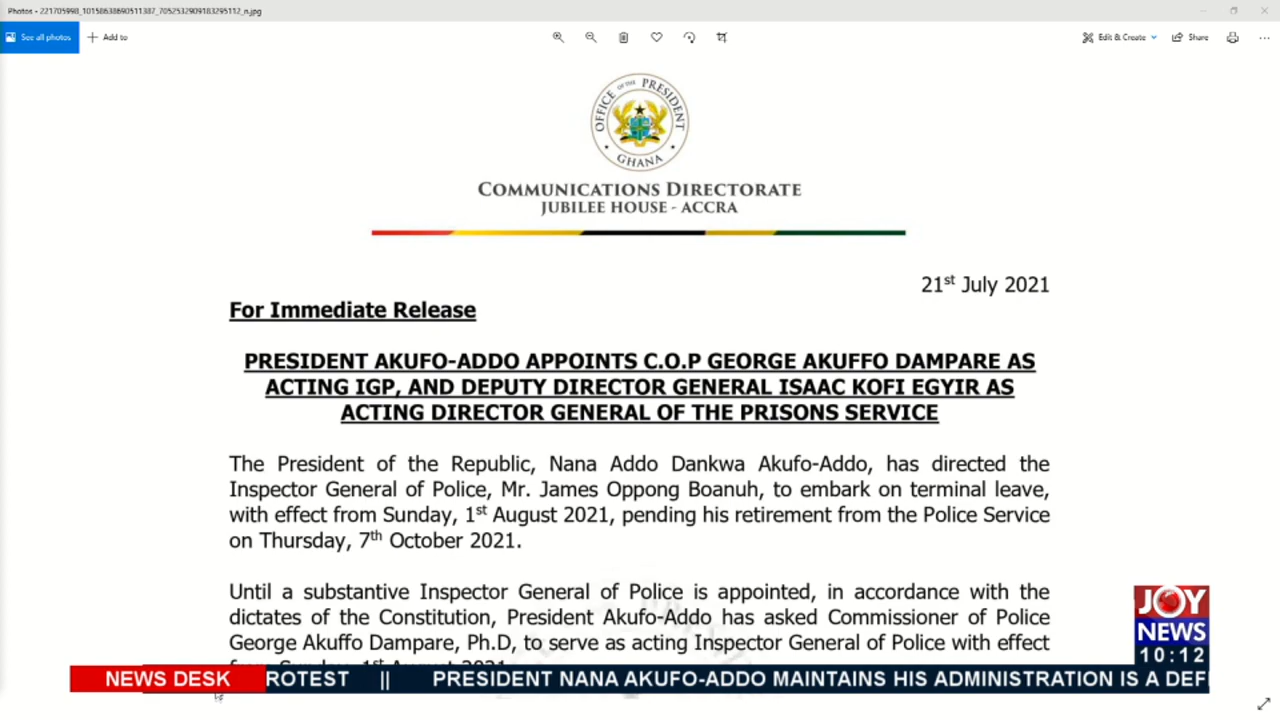 Photos - 221705998_10158638690511387_7052532909183295112_n.jpg
See all photos
Add to
Edit & Create
Share
OFFICE OF THE PRESIDENT
GHANA
COMMUNICATIONS DIRECTORATE
JUBILEE HOUSE - ACCRA
21st July 2021
For Immediate Release
PRESIDENT AKUFO-ADDO APPOINTS C.O.P GEORGE AKUFFO DAMPARE AS
ACTING IGP, AND DEPUTY DIRECTOR GENERAL ISAAC KOFI EGYIR AS
ACTING DIRECTOR GENERAL OF THE PRISONS SERVICE
The President of the Republic, Nana Addo Dankwa Akufo-Addo, has directed the
Inspector General of Police, Mr. James Oppong Boanuh, to embark on terminal leave,
with effect from Sunday, 1st August 2021, pending his retirement from the Police Service
on Thursday, 7th October 2021.
Until a substantive Inspector General of Police is appointed, in accordance with the
dictates of the Constitution, President Akufo-Addo has asked Commissioner of Police
George Akuffo Dampare, Ph.D, to serve as acting Inspector General of Police with effect
from Sunday, 1st August 2021
JOY
NEWS
10:12
NEWS DESK
ROTEST || PRESIDENT NANA AKUFO-ADDO MAINTAINS HIS ADMINISTRATION IS A DEF